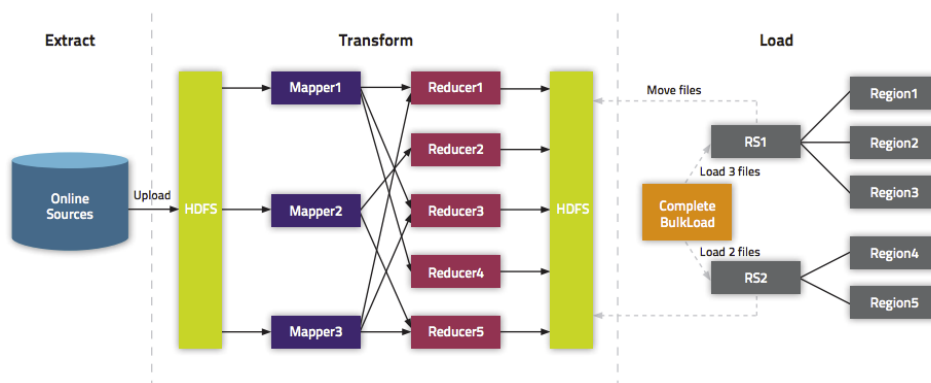 Extract
Transform
Load
Online
Sources
Upload
HDFS
Mapper1
Mapper2
Mapper3
Reducer1
Reducer2
Reducer3
Reducer4
Reducer5
HDFS
Move files
RS1
Load 3 files
Complete
BulkLoad
Load 2 files
RS2
Region1
Region2
Region3
Region4
Region5